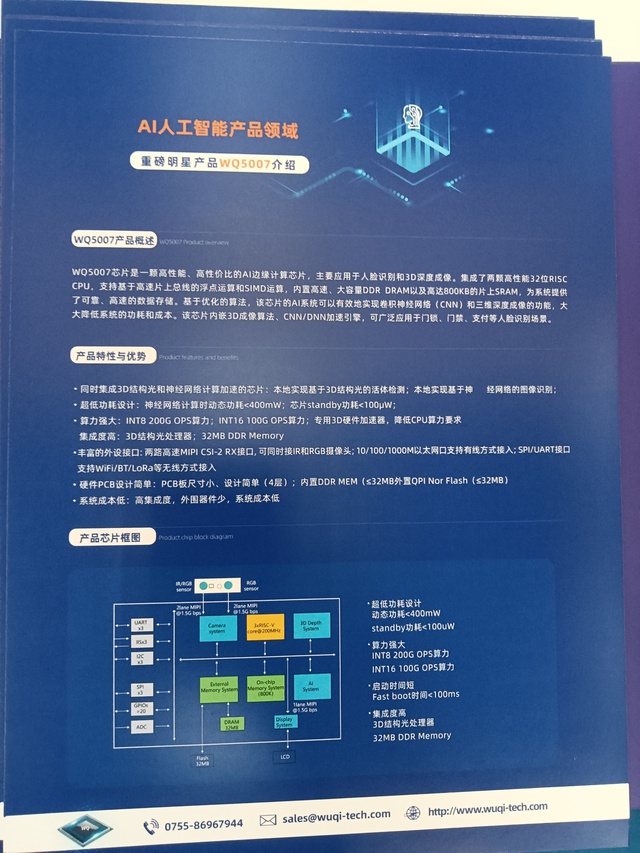 AI人工智能产品领域
重磅明星产品WQ5007介绍
WQ5007产品概述 WQ5007 Product overview
WQ5007芯片是一颗高性能、高性价比的AI边缘计算芯片，主要应用于人脸识别和3D深度成像。集成了两颗高性能32位RISC
CPU，支持基于高速片上总线的浮点运算和SIMD运算，内置高速、大容量DDR DRAM以及高达800KB的片上SRAM，为系统提供
了可靠、高速的数据存储。基于优化的算法，该芯片的AI系统可以有效地实现卷积神经网络（CNN）和三维深度成像的功能，大
大降低系统的功耗和成本。该芯片内嵌3D成像算法、CNN/DNN加速引擎，可广泛应用于门锁、门禁、支付等人脸识别场景。
产品特性与优势 Product features and benefits
• 同时集成3D结构光和神经网络计算加速的芯片：本地实现基于3D结构光的活体检测；本地实现基于神 经网络的图像识别；
• 超低功耗设计：神经网络计算时动态功耗<400mW；芯片standby功耗<100μW；
• 算力强大：INT8 200G OPS算力；INT16 100G OPS算力；专用3D硬件加速器，降低CPU算力要求
集成度高：3D结构光处理器；32MB DDR Memory
•丰富的外设接口：两路高速MIPI CSI-2 RX接口，可同时接IR和RGB摄像头；10/100/1000M以太网口支持有线方式接入；SPI/UART接口
支持WiFi/BT/LoRa等无线方式接入
• 硬件PCB设计简单：PCB板尺寸小、设计简单（4层）；内置DDR MEM（≤32MB外置QPI Nor Flash（≤32MB）
• 系统成本低：高集成度，外围器件少，系统成本低
产品芯片框图 Product chip block diagram
IR/RGB
sensor
RGB
sensor
2lane MIPI
@1.5G bps
2lane MIPI
@1.5G bps
UART
x3
IISx3
I2C
x3
SPI
x3
GPIOs
>20
ADC
Camera
system
2xRISC-V
core@200MHz
3D Depth
System
External
Memory System
On-chip
Memory System
(800K)
AI
System
DRAM
32MB
Display
System
1lane MIPI
@1.5G bps
Flash
32MB
LCD
• 超低功耗设计
动态功耗<400mW
standby功耗<100uW
• 算力强大
INT8 200G OPS算力
INT16 100G OPS算力
• 启动时间短
Fast boot时间<100ms
• 集成度高
3D结构光处理器
32MB DDR Memory
WQ
0755-86967944
sales@wuqi-tech.com
http://www.wuqi-tech.com